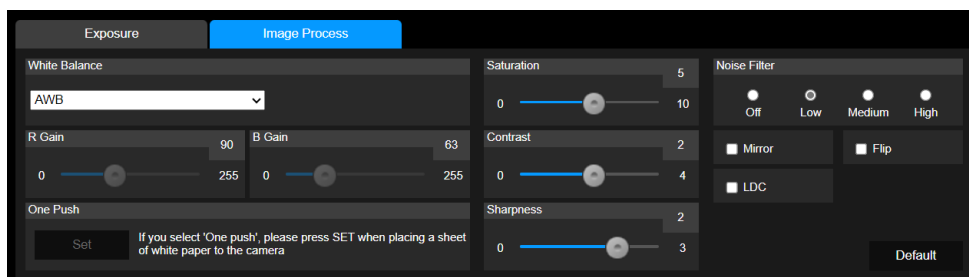 Exposure
Image Process
White Balance
AWB
R Gain
90
0
255
B Gain
63
0
255
One Push
Set
If you select 'One push', please press SET when placing a sheet
of white paper to the camera
Saturation
5
0
10
Contrast
2
0
4
Sharpness
2
0
3
Noise Filter
Off
Low
Medium
High
Mirror
Flip
LDC
Default